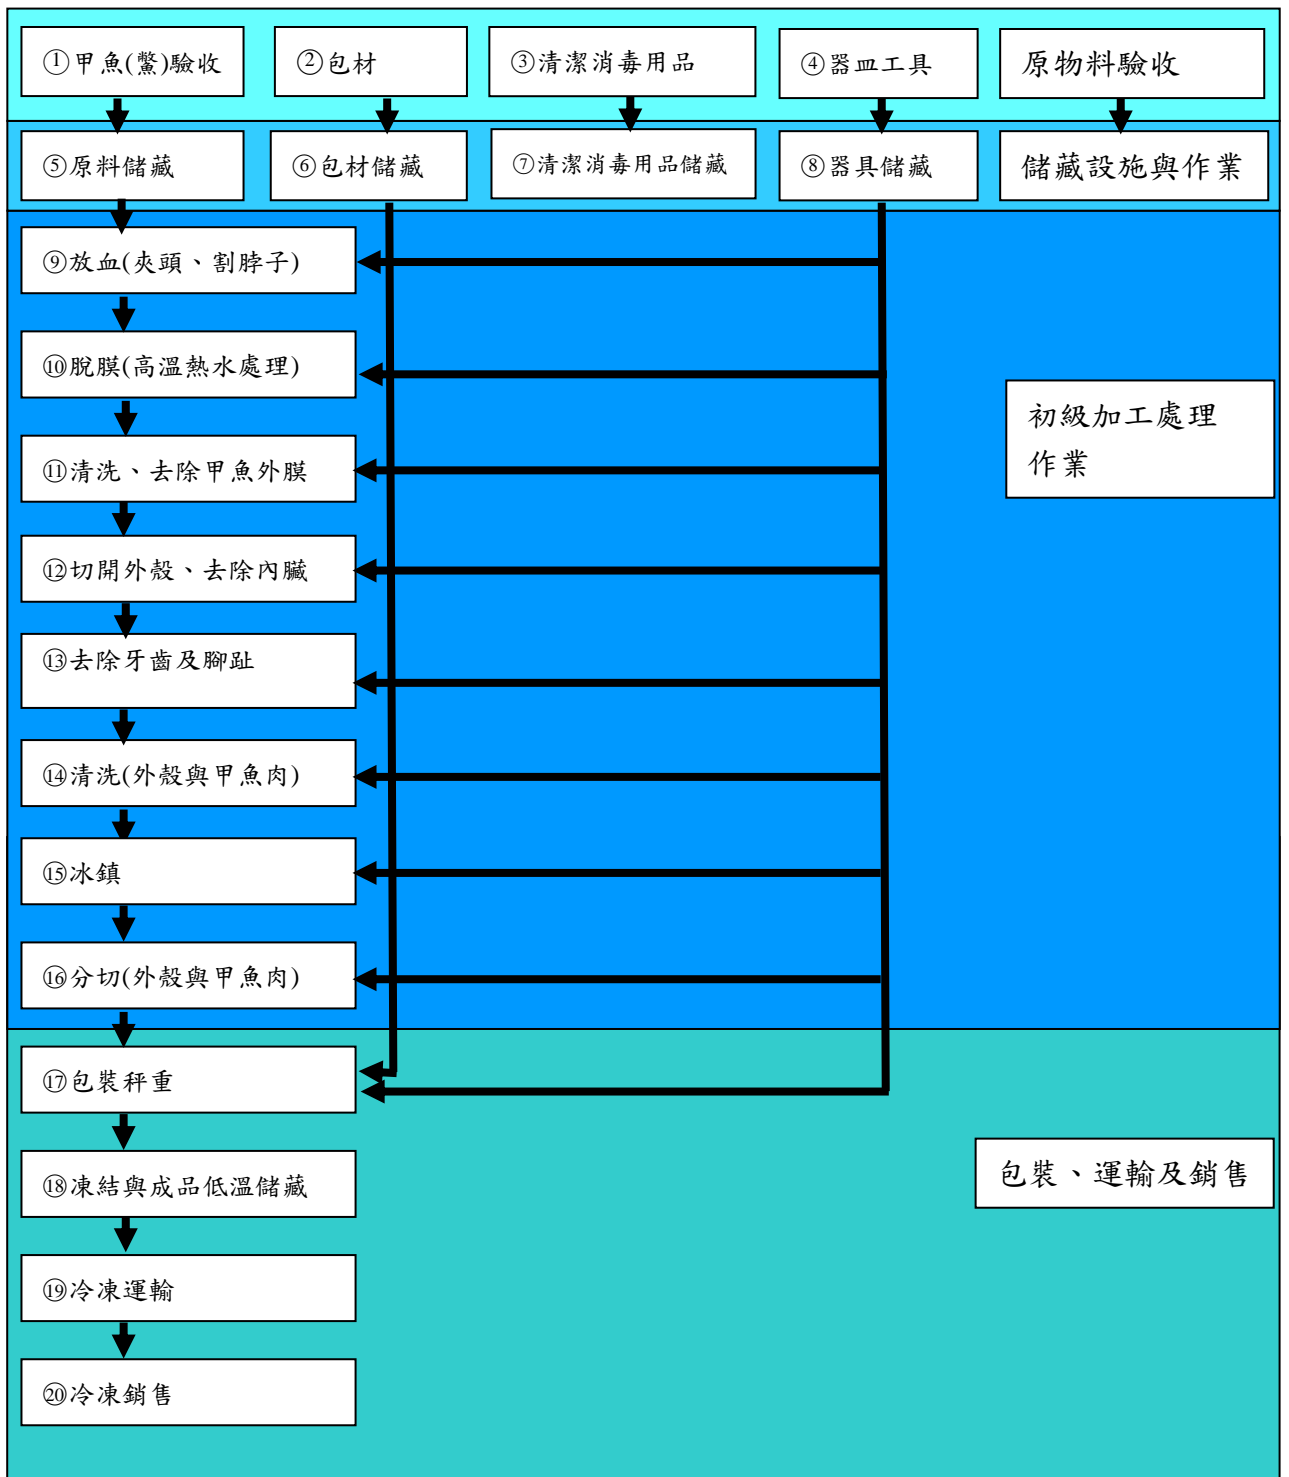 ①甲魚(鱉)驗收
②包材
③清潔消毒用品
④器皿工具
原物料驗收
⑤原料儲藏
⑥包材儲藏
⑦清潔消毒用品儲藏
⑧器具儲藏
儲藏設施與作業
⑨放血(夾頭、割脖子)
⑩脫膜(高溫熱水處理)
初級加工處理
作業
⑪清洗、去除甲魚外膜
⑫切開外殼、去除內臟
⑬去除牙齒及腳趾
⑭清洗(外殼與甲魚肉)
⑮冰鎮
⑯分切(外殼與甲魚肉)
⑰包裝秤重
包裝、運輸及銷售
⑱凍結與成品低溫儲藏
⑲冷凍運輸
⑳冷凍銷售